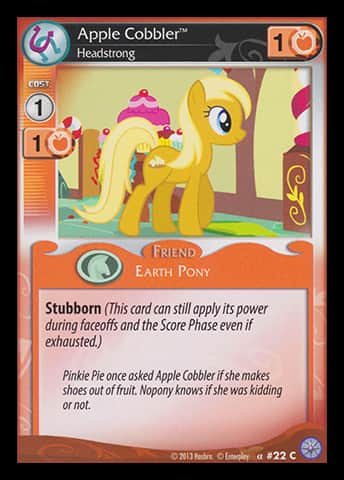 Apple Cobbler™
Headstrong
1
COST
1
1
FRIEND
EARTH PONY
Stubborn (This card can still apply its power
during faceoffs and the Score Phase even if
exhausted.)
Pinkie Pie once asked Apple Cobbler if she makes
shoes out of fruit. Nopony knows if she was kidding
or not.
© 2013 Hasbro. © Enterplay. α #22 C